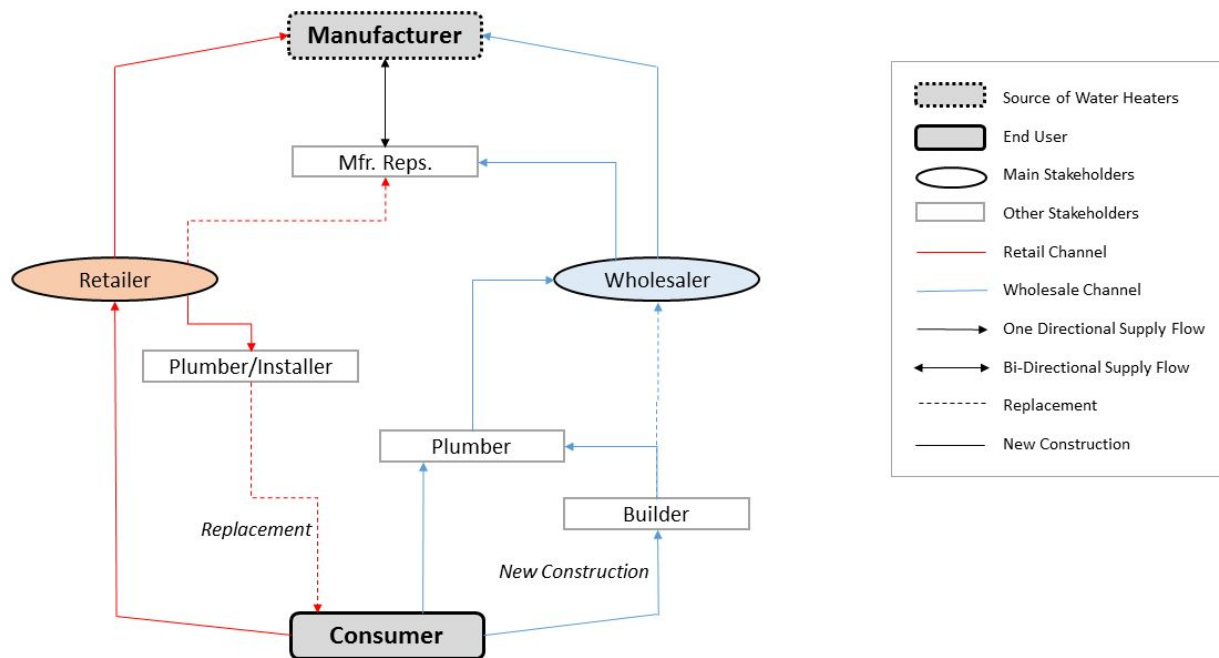 Manufacturer
Mfr. Reps.
Retailer
Wholesaler
Plumber/Installer
Plumber
Builder
Replacement
New Construction
Consumer
Source of Water Heaters
End User
Main Stakeholders
Other Stakeholders
Retail Channel
Wholesale Channel
One Directional Supply Flow
Bi-Directional Supply Flow
Replacement
New Construction